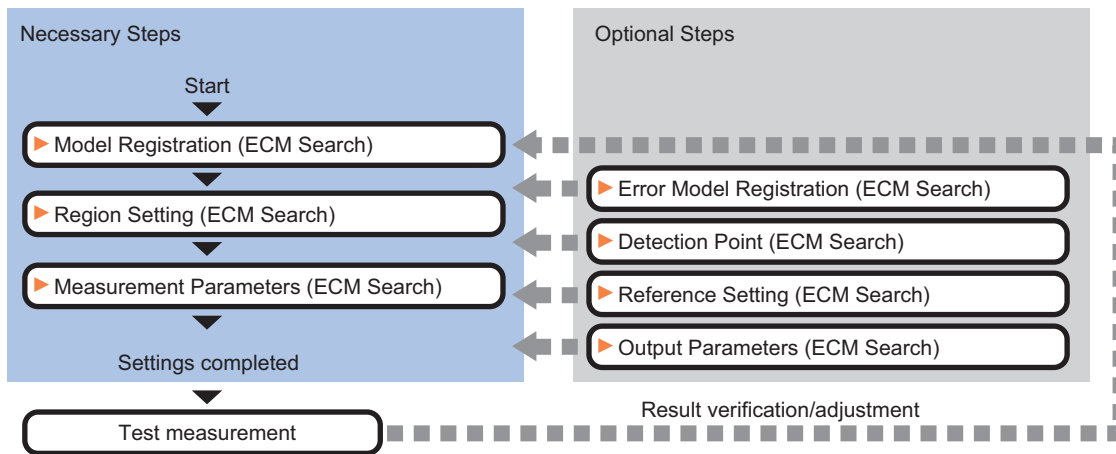 Necessary Steps
Start
Model Registration (ECM Search)
Region Setting (ECM Search)
Measurement Parameters (ECM Search)
Settings completed
Test measurement
Optional Steps
Error Model Registration (ECM Search)
Detection Point (ECM Search)
Reference Setting (ECM Search)
Output Parameters (ECM Search)
Result verification/adjustment